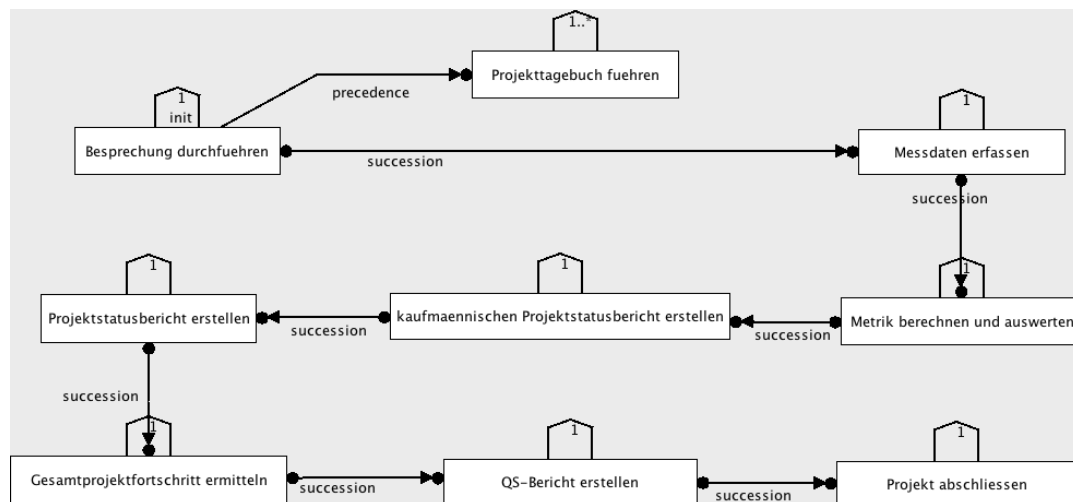 1..*
Projekttagebuch fuehren
precedence
1
init
Besprechung durchfuehren
succession
1
Messdaten erfassen
succession
1
Projektstatusbericht erstellen
succession
1
kaufmaennischen Projektstatusbericht erstellen
succession
1
Metrik berechnen und auswerten
succession
1
Gesamtprojektfortschritt ermitteln
succession
1
QS-Bericht erstellen
succession
1
Projekt abschliessen